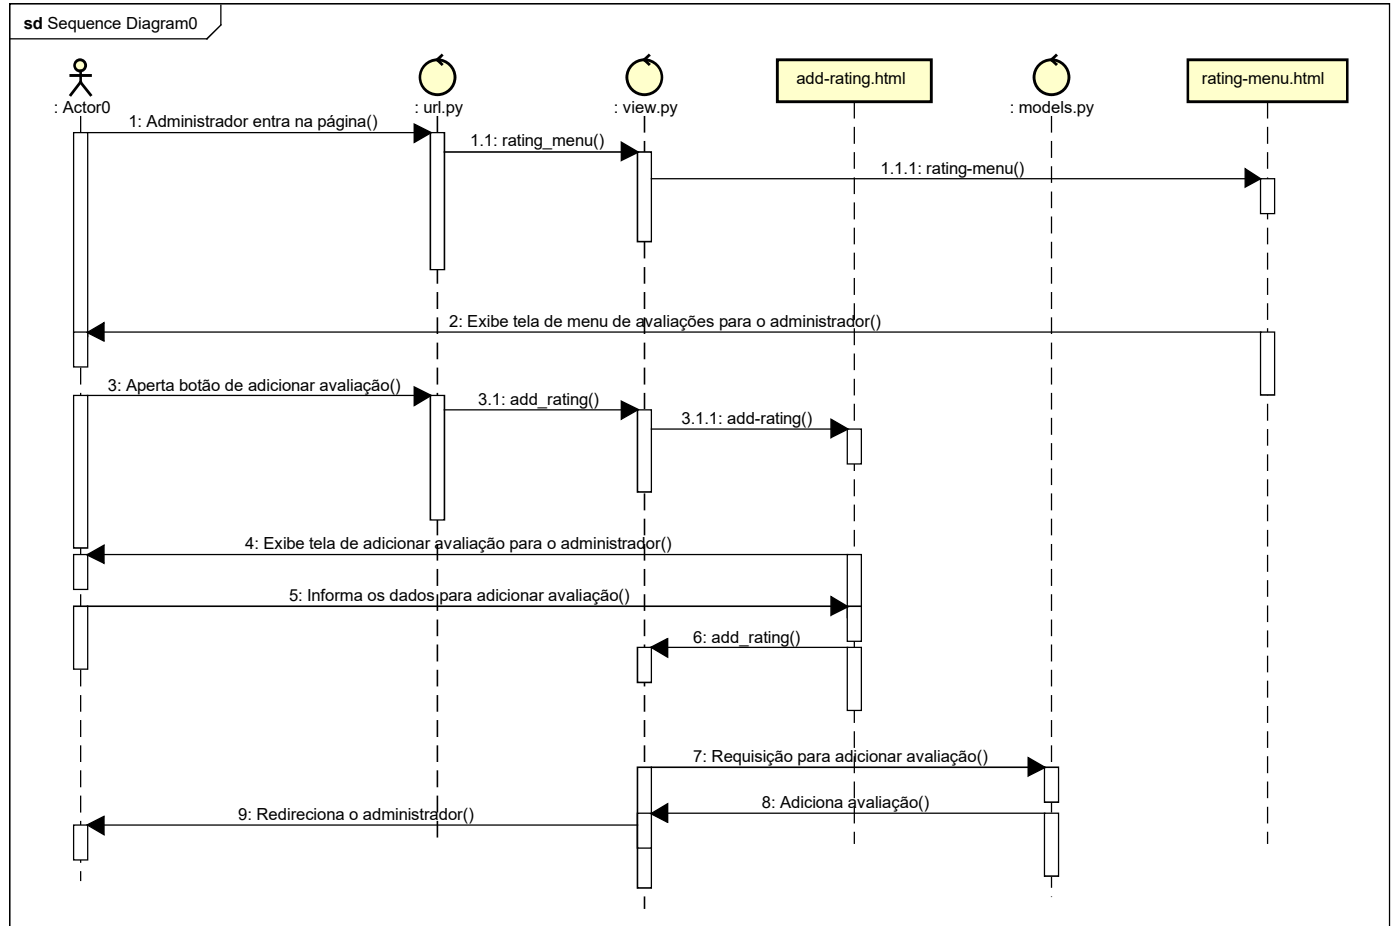 sd Sequence Diagram0
add-rating.html
rating-menu.html
: Actor0
: url.py
: view.py
: models.py
1: Administrador entra na página()
1.1: rating_menu()
1.1.1: rating-menu()
2: Exibe tela de menu de avaliações para o administrador()
3: Aperta botão de adicionar avaliação()
3.1: add_rating()
3.1.1: add-rating()
4: Exibe tela de adicionar avaliação para o administrador()
5: Informa os dados para adicionar avaliação()
6: add_rating()
7: Requisição para adicionar avaliação()
8: Adiciona avaliação()
9: Redireciona o administrador()